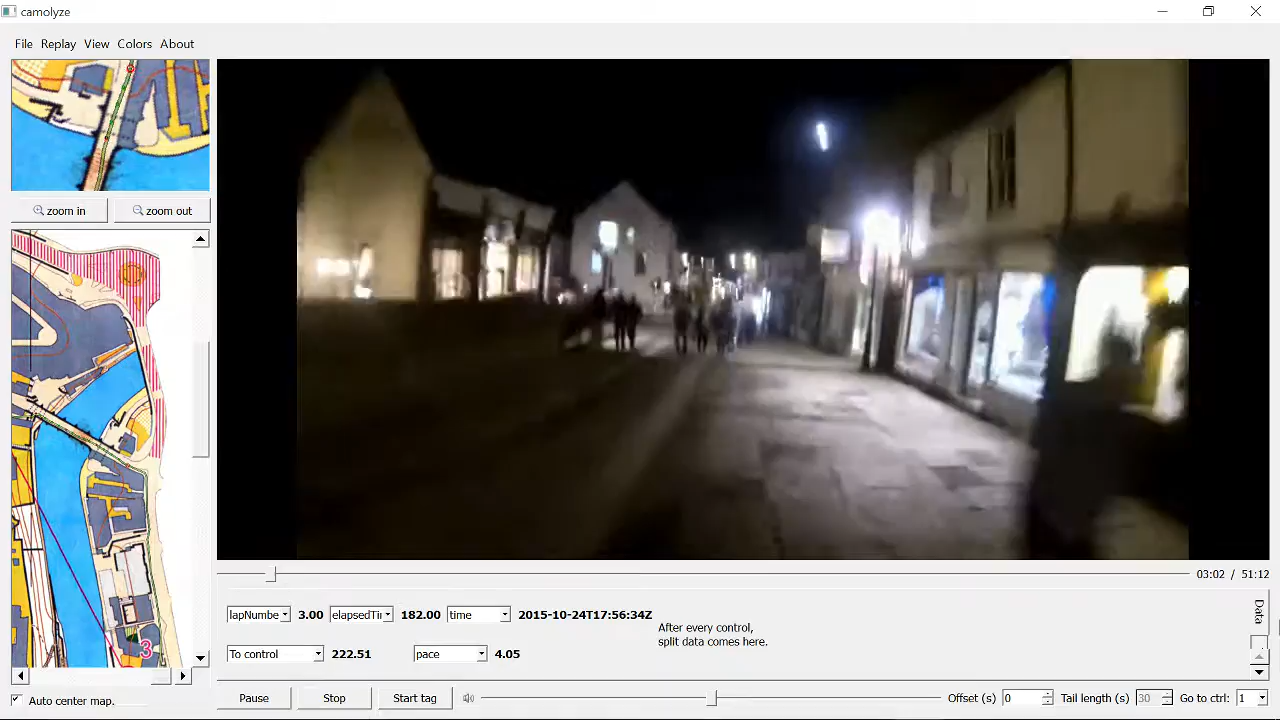 camolyze
File Replay View Colors About
zoom in zoom out
3
03:02 / 51:12
lapNumbe 3.00 elapsedTi 182.00 time 2015-10-24T17:56:34Z
After every control,
split data comes here.
To control 222.51 pace 4.05
Data
Auto center map.
Pause Stop Start tag Offset (s) 0 Tail length (s) 30 Go to ctrl: 1